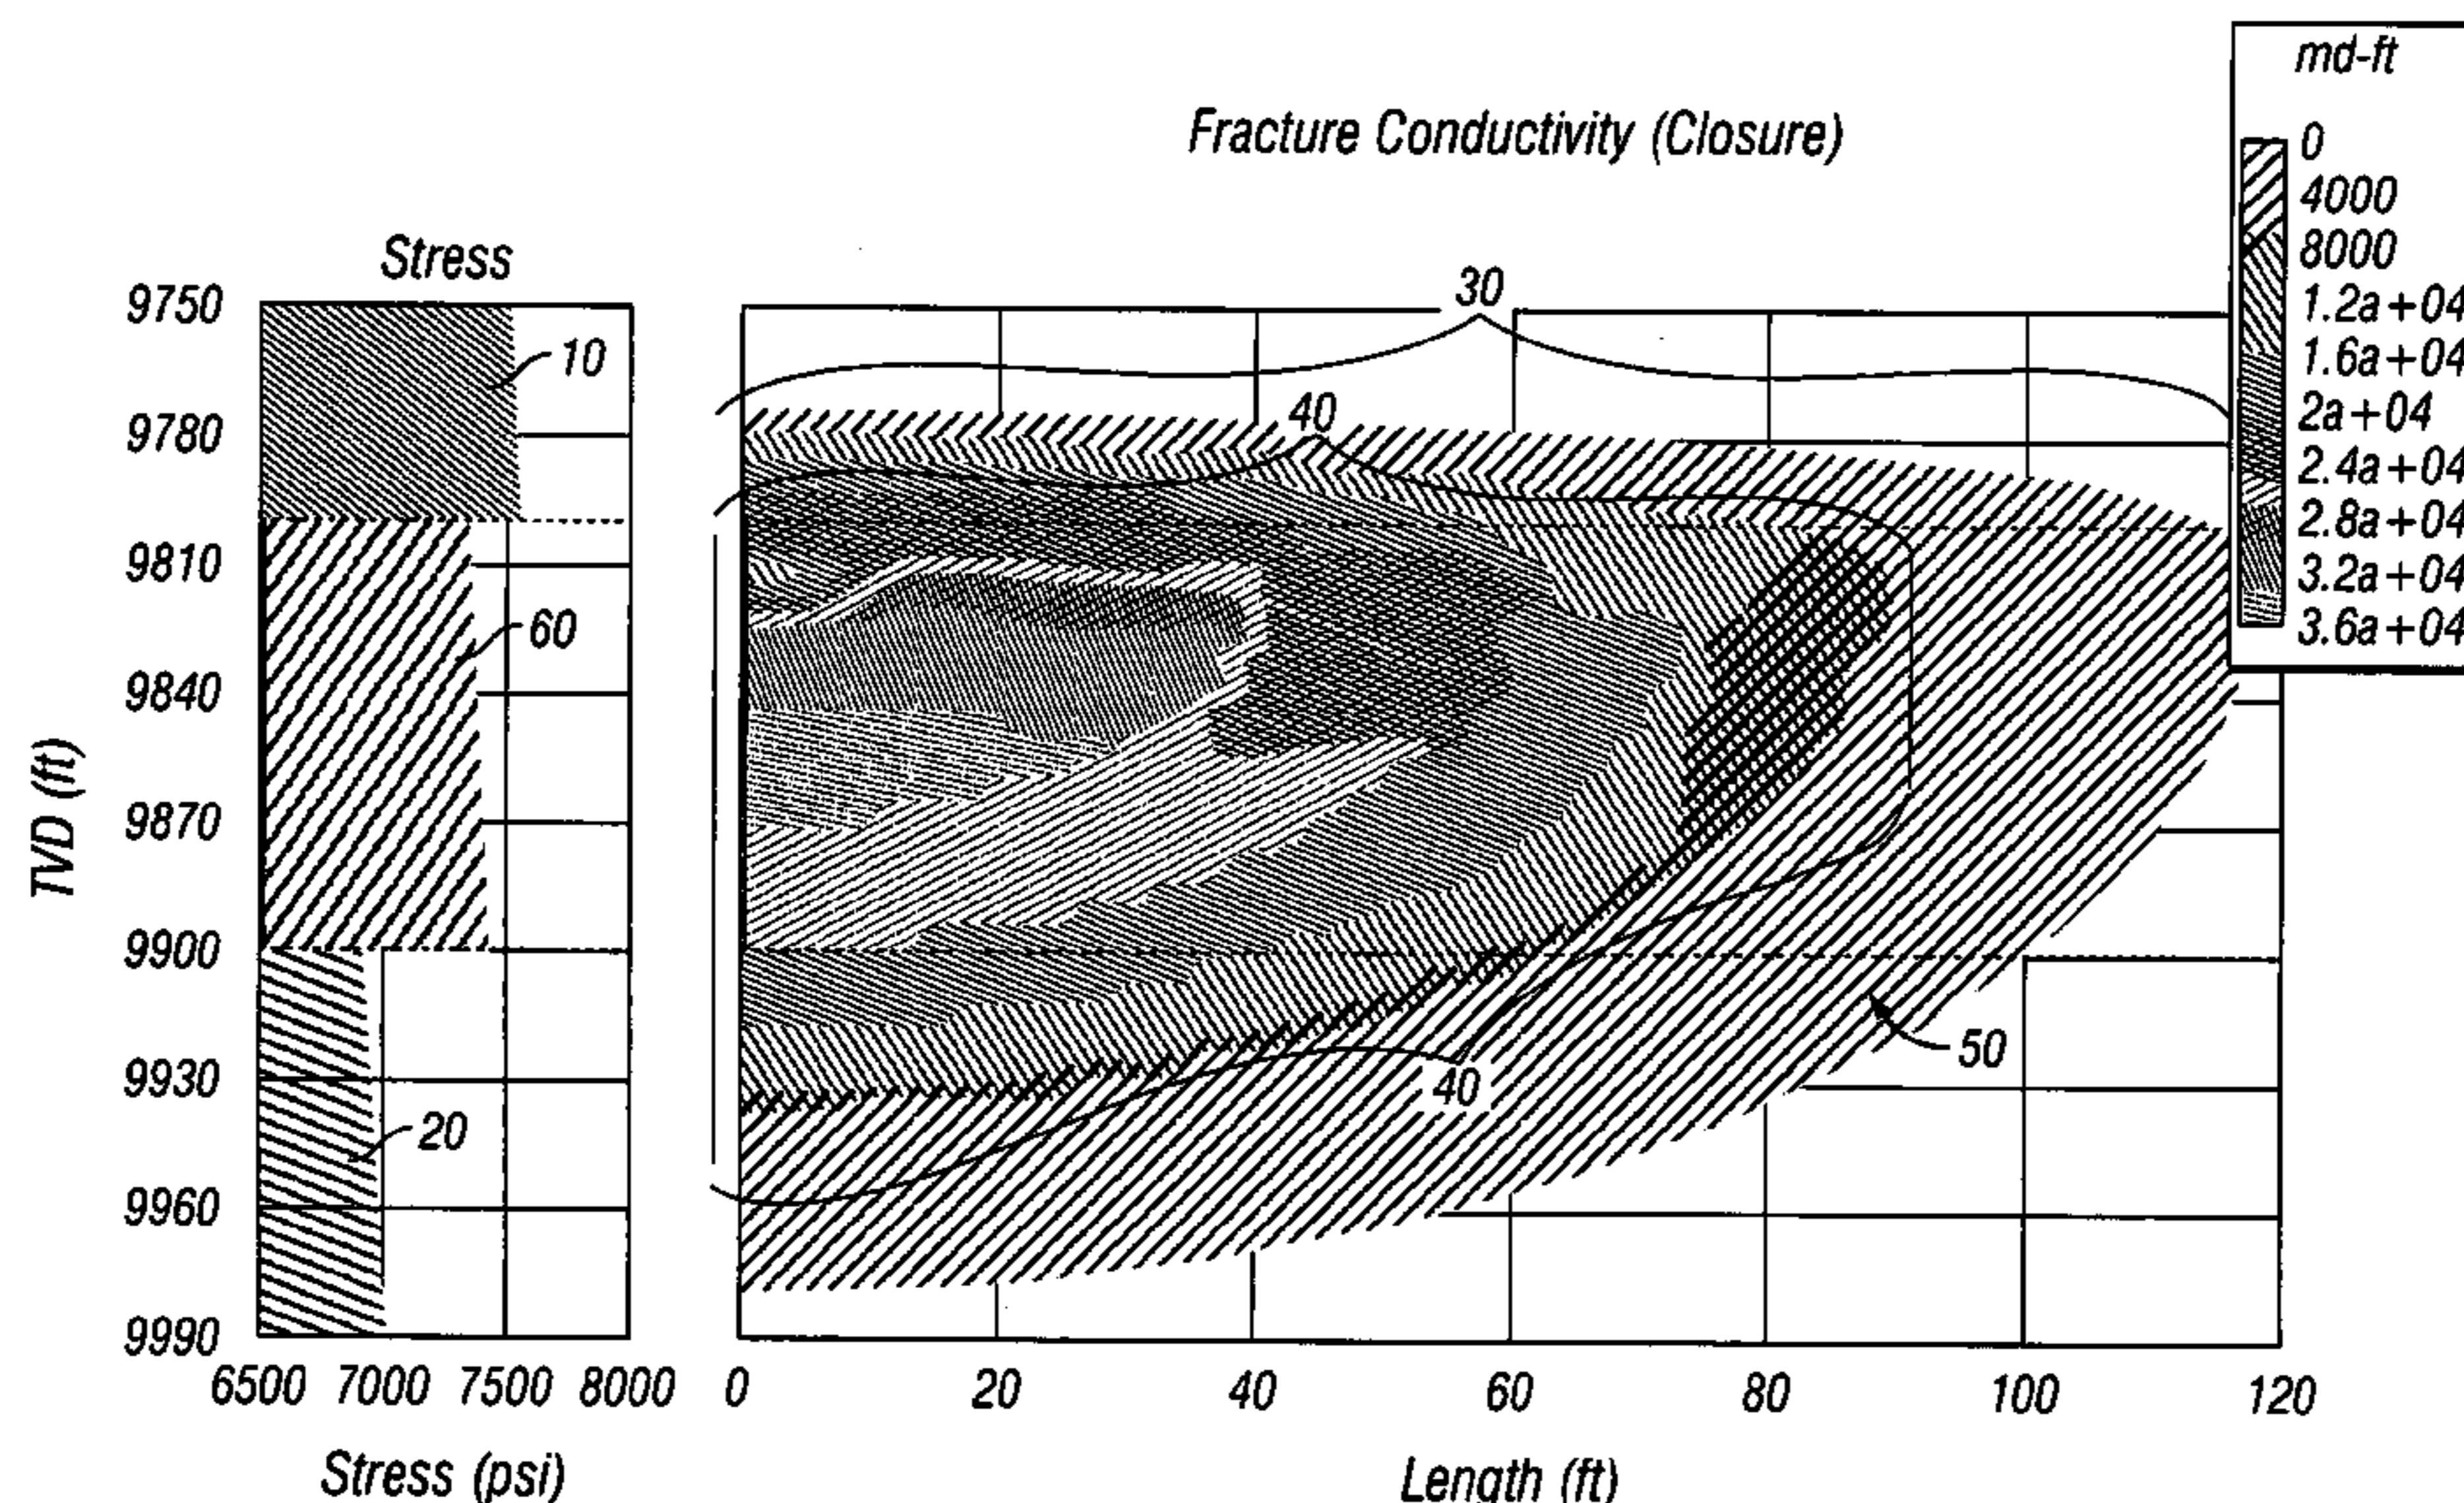 md-ft
Fracture Conductivity (Closure)
0
4000
8000
1.2a+04
1.6a+04
2a+04
2.4a+04
2.8a+04
3.2a+04
3.6a+04
Stress
30
40
10
60
20
40
50
TVD (ft)
9750
9780
9810
9840
9870
9900
9930
9960
9990
6500 7000 7500 8000
0 20 40 60 80 100 120
Stress (psi)
Length (ft)